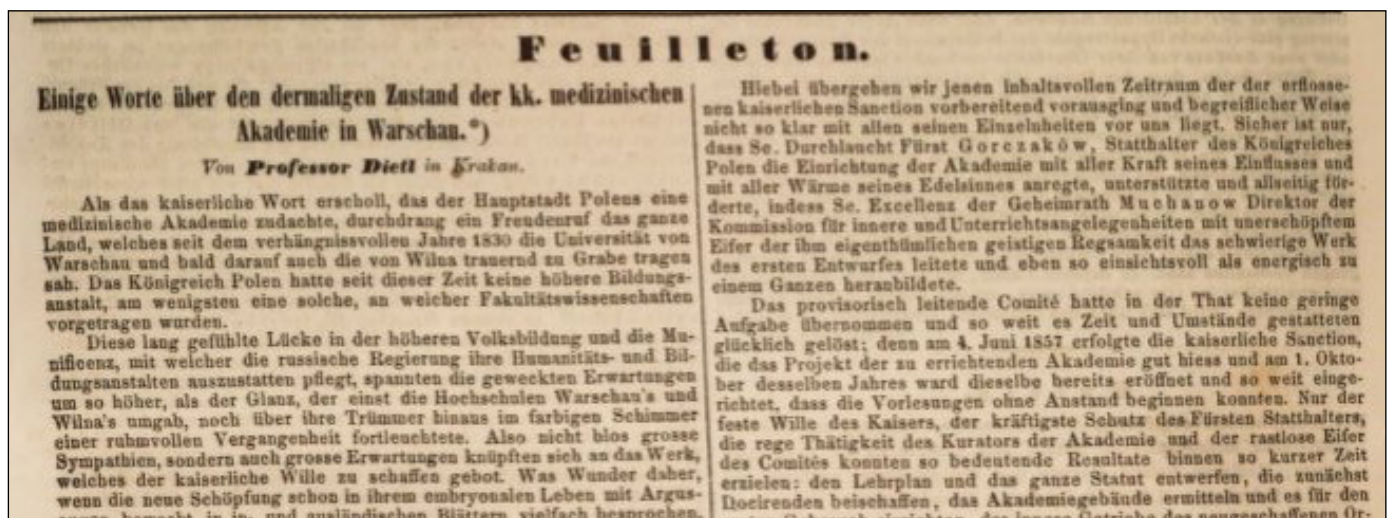 Feuilleton.
Einige Worte über den dermaligen Zustand der kk. medizinischen
Akademie in Warschau.*)
Von Professor Dietl in Krakau.
Als das kaiserliche Wort erscholl, das der Hauptstadt Polens eine
medizinische Akademie zudachte, durchdrang ein Freudenruf das ganze
Land, welches seit dem verhängnissvollen Jahre 1830 die Universität von
Warschau und bald darauf auch die von Wilna trauernd zu Grabe tragen
sah. Das Königreich Polen hatte seit dieser Zeit keine höhere Bildungs-
anstalt, am wenigsten eine solche, an welcher Fakultätswissenschaften
vorgetragen wurden.
Diese lang gefühlte Lücke in der höheren Volksbildung und die Mu-
nificenz, mit welcher die russische Regierung ihre Humanitäts- und Bil-
dungsanstalten auszustatten pflegt, spannten die geweckten Erwartungen
um so höher, als der Glanz, der einst die Hochschulen Warschau's und
Wilna's umgab, noch über ihre Trümmer hinaus im farbigen Schimmer
einer ruhmvollen Vergangenheit fortleuchtete. Also nicht blos grosse
Sympathien, sondern auch grosse Erwartungen knüpften sich an das Werk,
welches der kaiserliche Wille zu schaffen gebot. Was Wunder daher,
wenn die neue Schöpfung schon in ihrem embryonalen Leben mit Argus-
in- und ausländischen Blättern vielfach besprochen,
Hiebei übergehen wir jenen inhaltsvollen Zeitraum der der erflosse-
nen kaiserlichen Sanction vorbereitend vorausging und begreiflicher Weise
nicht so klar mit allen seinen Einzelnheiten vor uns liegt. Sicher ist nur,
dass Se. Durchlaucht Fürst Gorczaków, Statthalter des Königreiches
Polen die Einrichtung der Akademie mit aller Kraft seines Einflusses und
mit aller Wärme seines Edelsinnes anregte, unterstützte und allseitig för-
derte, indess Se. Excellenz der Geheimrath Muchanow Direktor der
Kommission für innere und Unterrichtsangelegenheiten mit unerschöpftem
Eifer der ihm eigenthümlichen geistigen Regsamkeit das schwierige Werk
des ersten Entwurfes leitete und eben so einsichtsvoll als energisch zu
einem Ganzen heranbildete.
Das provisorisch leitende Comité hatte in der That keine geringe
Aufgabe übernommen und so weit es Zeit und Umstände gestatteten
glücklich gelöst; denn am 4. Juni 1857 erfolgte die kaiserliche Sanction,
die das Projekt der zu errichtenden Akademie gut hiess und am 1. Okto-
ber desselben Jahres ward dieselbe bereits eröffnet und so weit einge-
richtet, dass die Vorlesungen ohne Anstand beginnen konnten. Nur der
feste Wille des Kaisers, der kräftigste Schutz des Fürsten Statthalters,
die rege Thätigkeit des Kurators der Akademie und der rastlose Eifer
des Comités konnten so bedeutende Resultate binnen so kurzer Zeit
erzielen: den Lehrplan und das ganze Statut entwerfen, die zunächst
Docirenden beischaffen, das Akademiegebäude ermitteln und es für den
das innere Getriebe des neugeschaffenen Or-